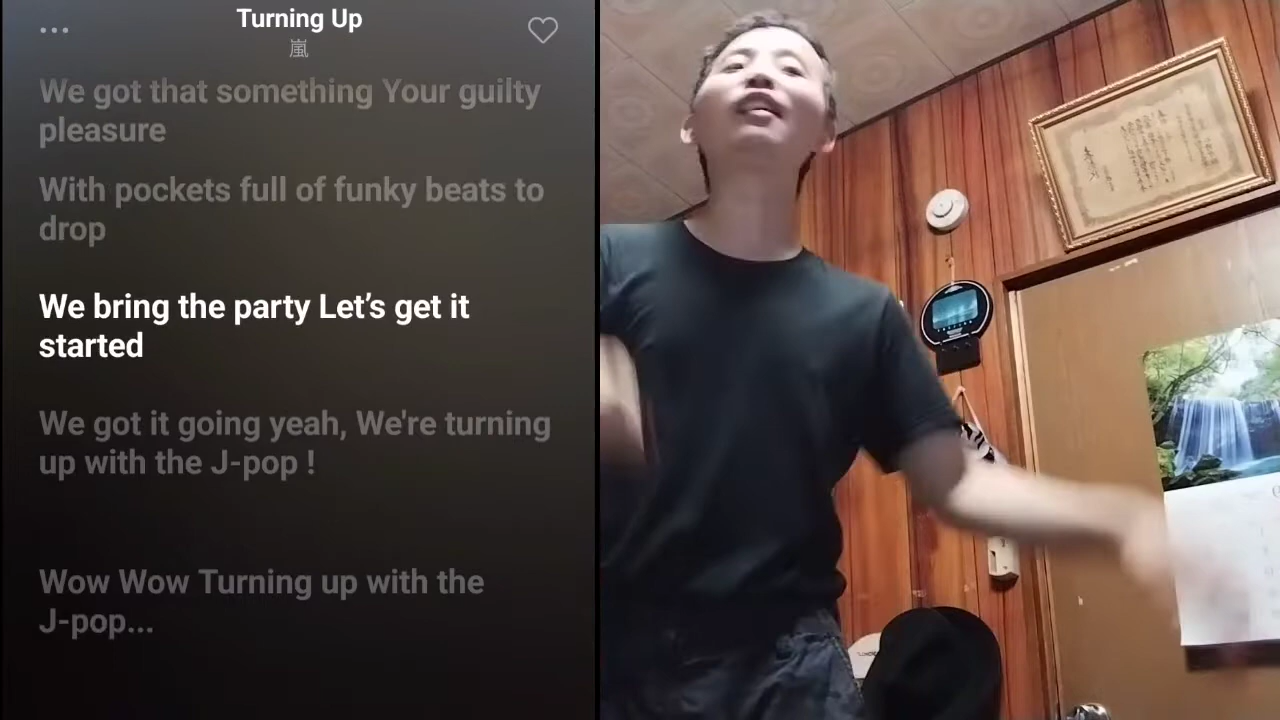 Turning Up
嵐
We got that something Your guilty
pleasure
With pockets full of funky beats to
drop
We bring the party Let’s get it
started
We got it going yeah, We're turning
up with the J-pop !
Wow Wow Turning up with the
J-pop...